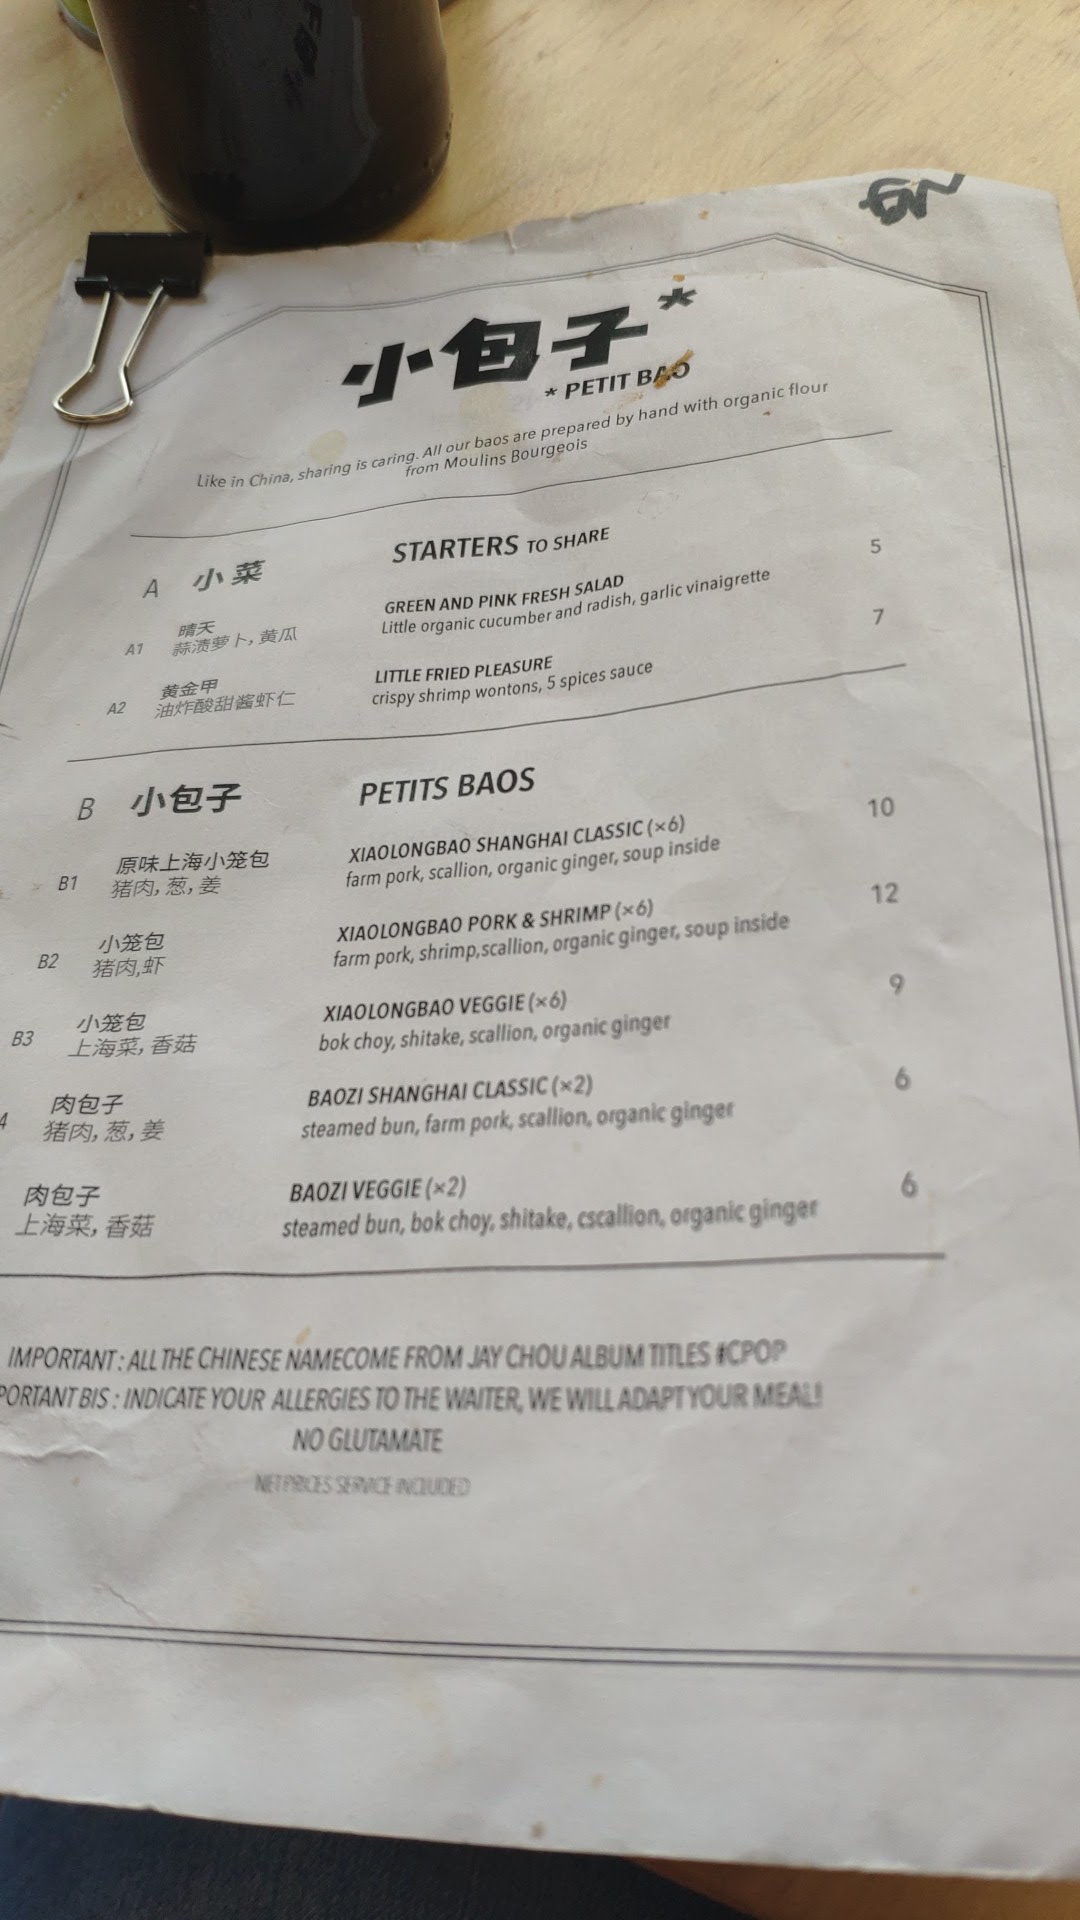 EN
小包子*
* PETIT BAO
Like in China, sharing is caring. All our baos are prepared by hand with organic flour
from Moulins Bourgeois
A 小菜 STARTERS TO SHARE
晴天 GREEN AND PINK FRESH SALAD 5
A1 蒜渍萝卜, 黄瓜 Little organic cucumber and radish, garlic vinaigrette
黄金甲 LITTLE FRIED PLEASURE 7
A2 油炸酸甜酱虾仁 crispy shrimp wontons, 5 spices sauce
B 小包子 PETITS BAOS
原味上海小笼包 XIAOLONGBAO SHANGHAI CLASSIC (×6) 10
B1 猪肉, 葱, 姜 farm pork, scallion, organic ginger, soup inside
小笼包 XIAOLONGBAO PORK & SHRIMP (×6) 12
B2 猪肉,虾 farm pork, shrimp,scallion, organic ginger, soup inside
小笼包 XIAOLONGBAO VEGGIE (×6) 9
B3 上海菜, 香菇 bok choy, shitake, scallion, organic ginger
肉包子 BAOZI SHANGHAI CLASSIC (×2) 6
4 猪肉, 葱, 姜 steamed bun, farm pork, scallion, organic ginger
肉包子 BAOZI VEGGIE (×2) 6
上海菜, 香菇 steamed bun, bok choy, shitake, cscallion, organic ginger
IMPORTANT : ALL THE CHINESE NAMECOME FROM JAY CHOU ALBUM TITLES #CPOP
PORTANT BIS : INDICATE YOUR ALLERGIES TO THE WAITER, WE WILL ADAPT YOUR MEAL!
NO GLUTAMATE
NET PRICES SERVICE INCLUDED